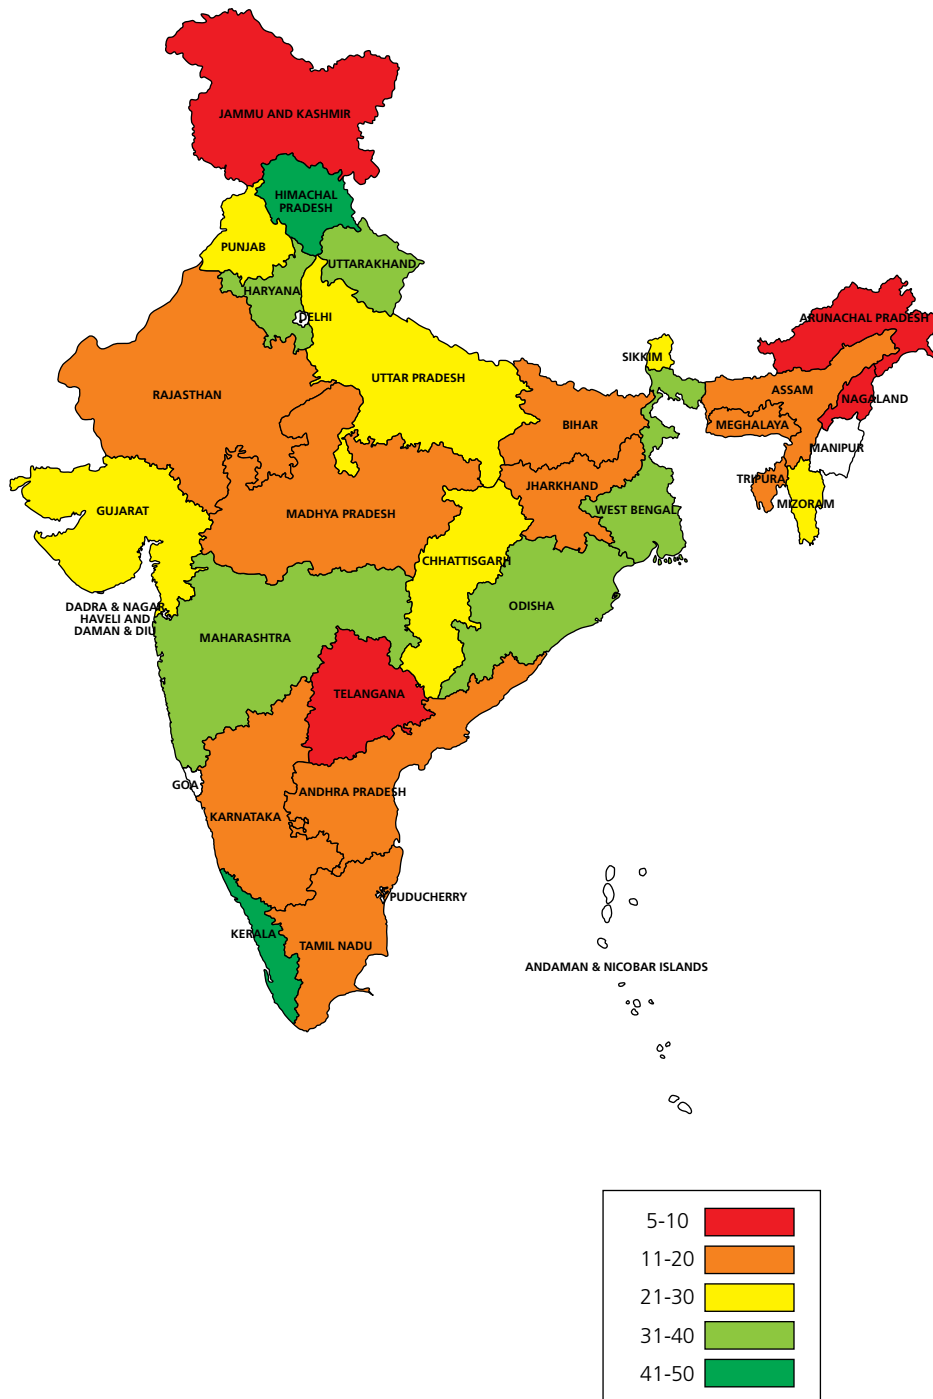 JAMMU AND KASHMIR
HIMACHAL
PRADESH
PUNJAB
UTTARAKHAND
HARYANA
DELHI
ARUNACHAL PRADESH
SIKKIM
UTTAR PRADESH
RAJASTHAN
ASSAM
NAGALAND
BIHAR
MEGHALAYA
MANIPUR
TRIPURA
JHARKHAND
MIZORAM
GUJARAT
MADHYA PRADESH
WEST BENGAL
CHHATTISGARH
DADRA & NAGAR
HAVELI AND
DAMAN & DIU
ODISHA
MAHARASHTRA
TELANGANA
GOA
ANDHRA PRADESH
KARNATAKA
PUDUCHERRY
KERALA
TAMIL NADU
ANDAMAN & NICOBAR ISLANDS
5-10
11-20
21-30
31-40
41-50